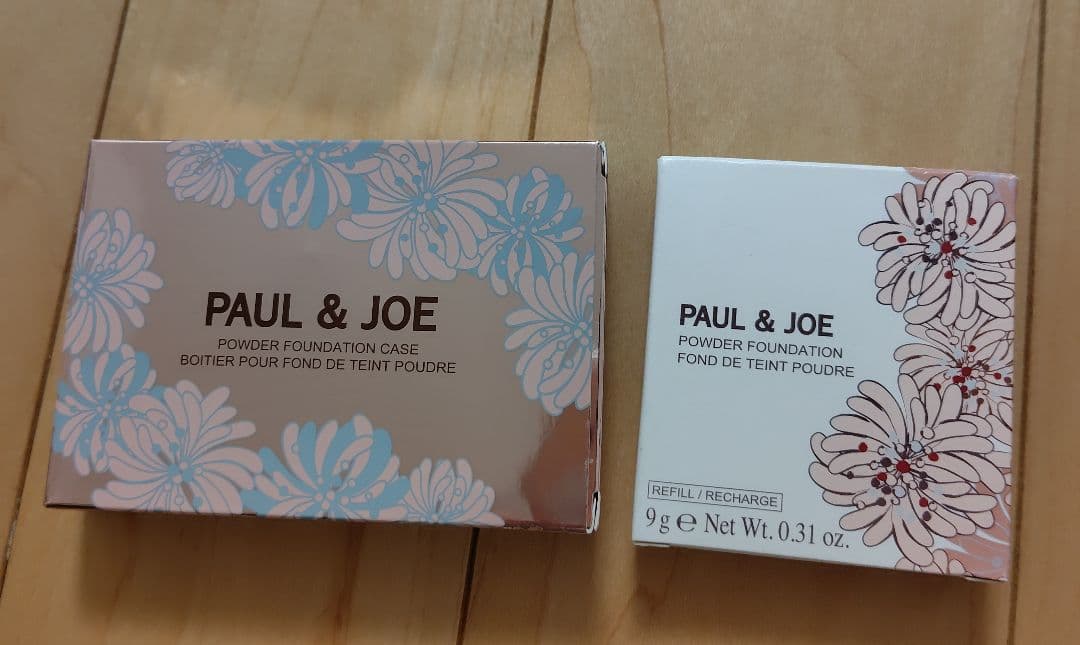 PAUL & JOE
POWDER FOUNDATION CASE
BOITIER POUR FOND DE TEINT POUDRE
PAUL & JOE
POWDER FOUNDATION
FOND DE TEINT POUDRE
REFILL / RECHARGE
9 g ℮ Net Wt. 0.31 oz.